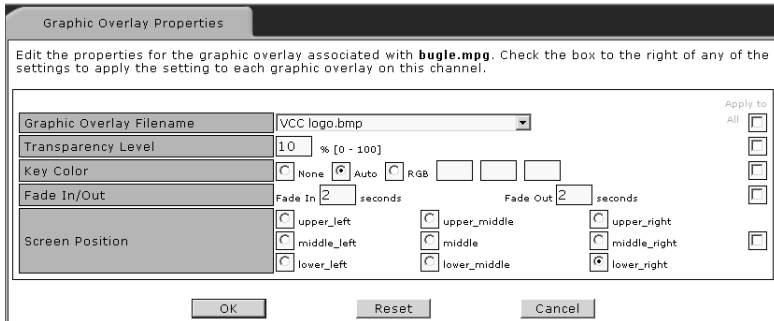 Graphic Overlay Properties
Edit the properties for the graphic overlay associated with bugle.mpg. Check the box to the right of any of the
settings to apply the setting to each graphic overlay on this channel.
Apply to
All
Graphic Overlay Filename VCC logo.bmp
Transparency Level 10 % [0 - 100]
Key Color None Auto RGB
Fade In/Out Fade In 2 seconds Fade Out 2 seconds
upper_left upper_middle upper_right
Screen Position middle_left middle middle_right
lower_left lower_middle lower_right
OK Reset Cancel